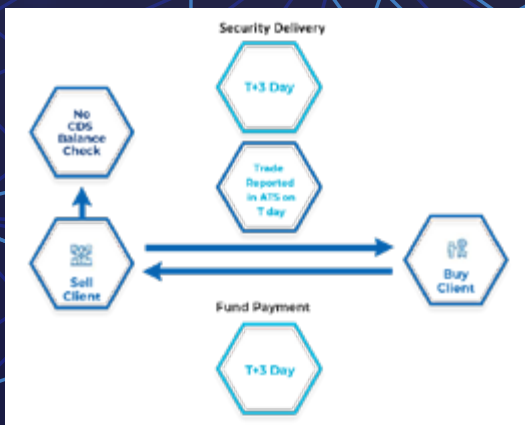 Security Delivery
T+3 Day
No
CDS
Balance
Check
Trade
Reported
in ATS on
T day
Sell
Client
Buy
Client
Fund Payment
T+3 Day